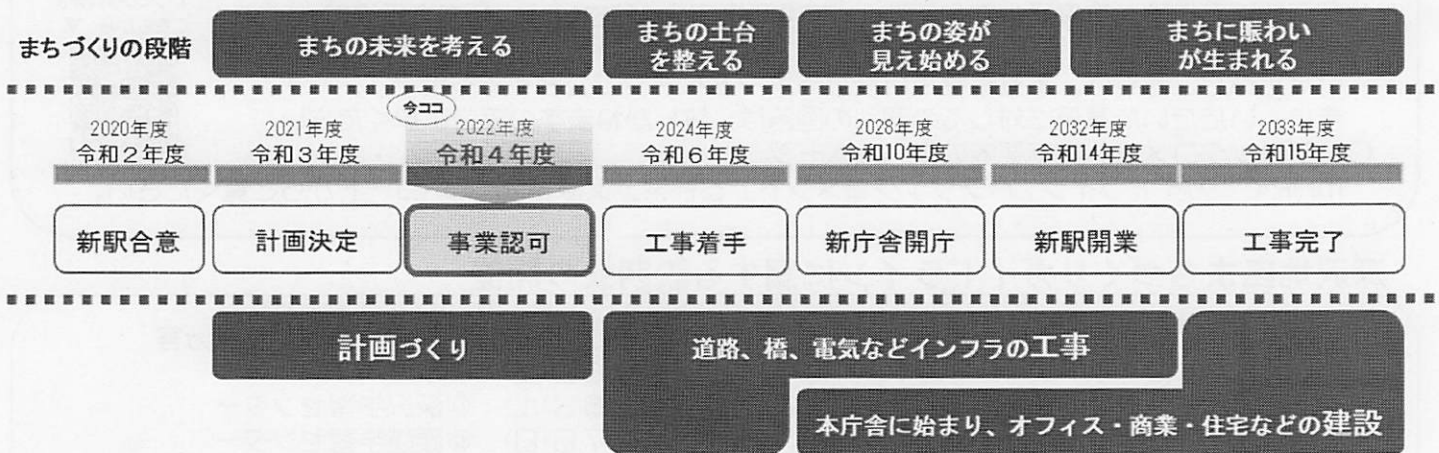 まちづくりの段階
まちの未来を考える
まちの土台
を整える
まちの姿が
見え始める
まちに賑わい
が生まれる
今ココ
2020年度
令和2年度
2021年度
令和3年度
2022年度
令和4年度
2024年度
令和6年度
2028年度
令和10年度
2032年度
令和14年度
2033年度
令和15年度
新駅合意
計画決定
事業認可
工事着手
新庁舎開庁
新駅開業
工事完了
計画づくり
道路、橋、電気などインフラの工事
本庁舎に始まり、オフィス・商業・住宅などの建設